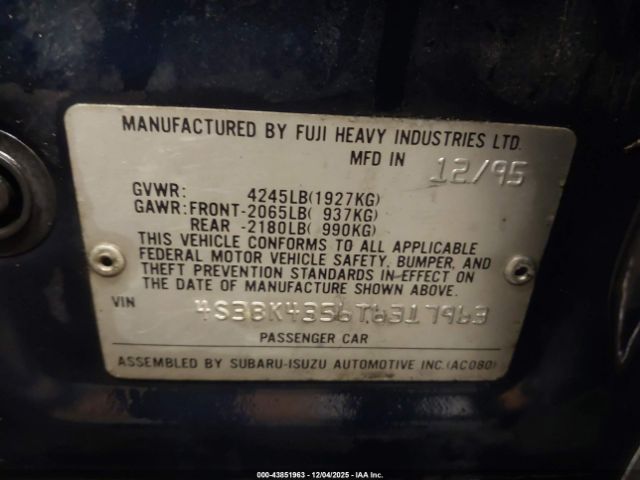 MANUFACTURED BY FUJI HEAVY INDUSTRIES LTD.
MFD IN 12/95
GVWR: 4245LB(1927KG)
GAWR:FRONT-2065LB( 937KG)
REAR -2180LB( 990KG)
THIS VEHICLE CONFORMS TO ALL APPLICABLE
FEDERAL MOTOR VEHICLE SAFETY, BUMPER, AND
THEFT PREVENTION STANDARDS IN EFFECT ON
THE DATE OF MANUFACTURE SHOWN ABOVE.
VIN 4S3BK4356T6317963
PASSENGER CAR
ASSEMBLED BY SUBARU-ISUZU AUTOMOTIVE INC.(AC080)
000-43851963 - 12/04/2025 - IAA Inc.